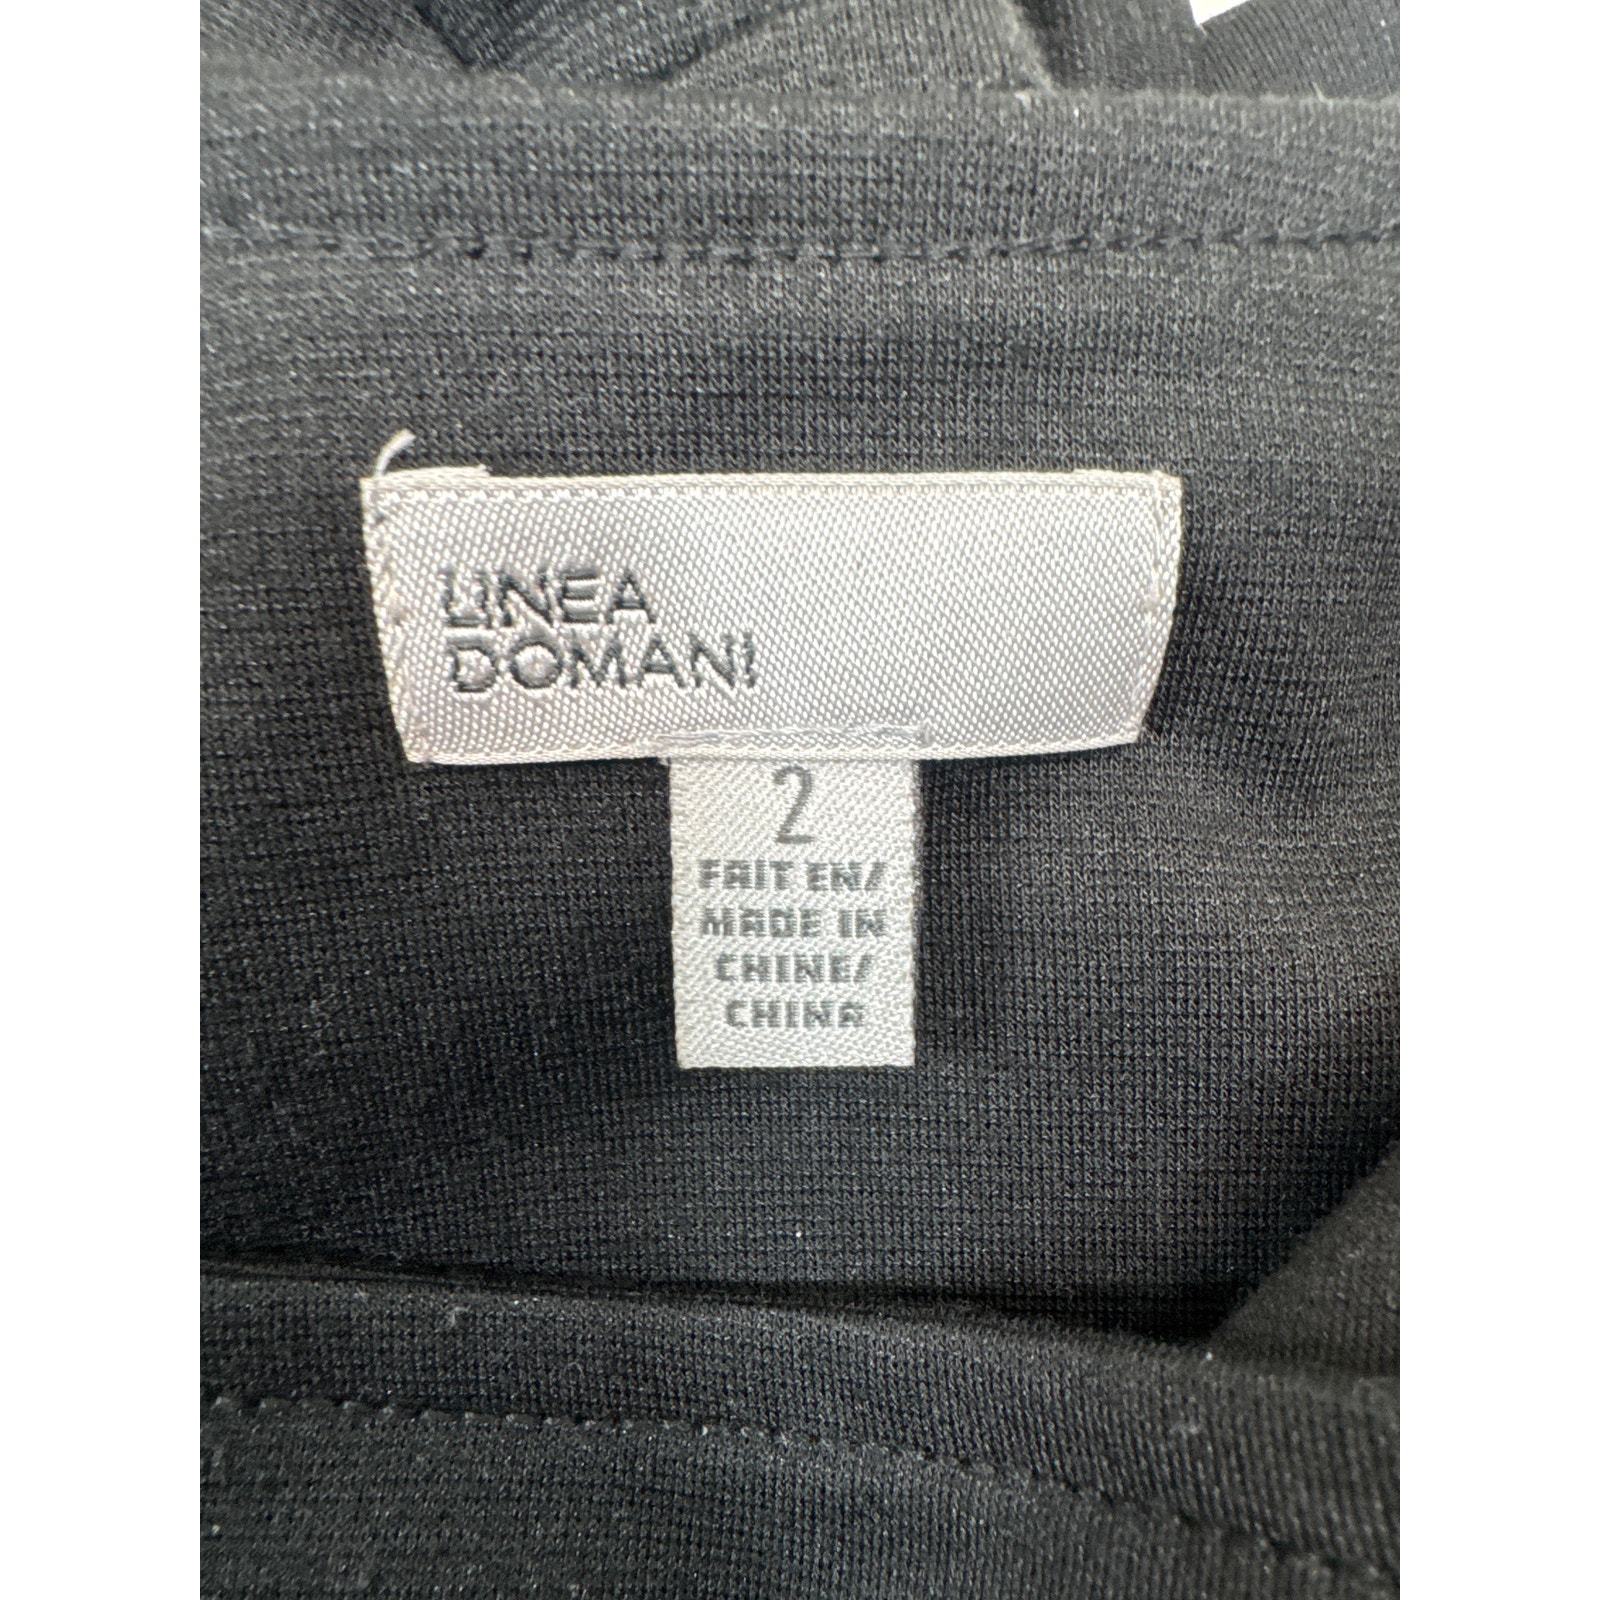 LINEA
DOMANI
2
FAIT EN/
MADE IN
CHINE/
CHINA